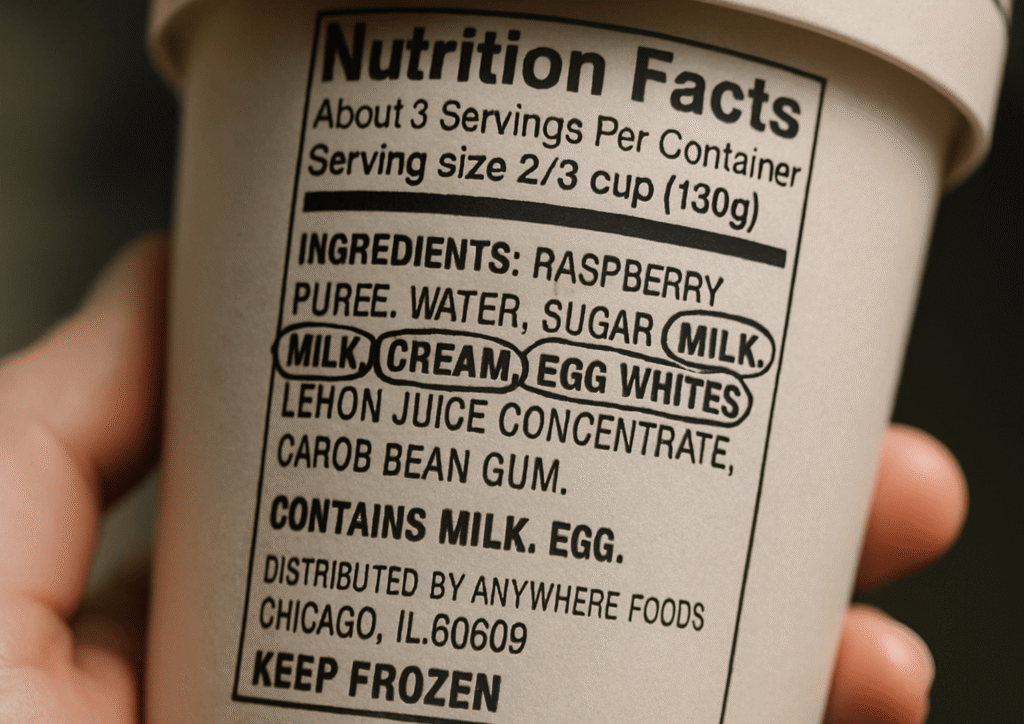 Nutrition Facts
About 3 Servings Per Container
Serving size 2/3 cup (130g)
INGREDIENTS: RASPBERRY
PUREE. WATER, SUGAR MILK.
MILK, CREAM, EGG WHITES
LEHON JUICE CONCENTRATE,
CAROB BEAN GUM.
CONTAINS MILK. EGG.
DISTRIBUTED BY ANYWHERE FOODS
CHICAGO, IL.60609
KEEP FROZEN